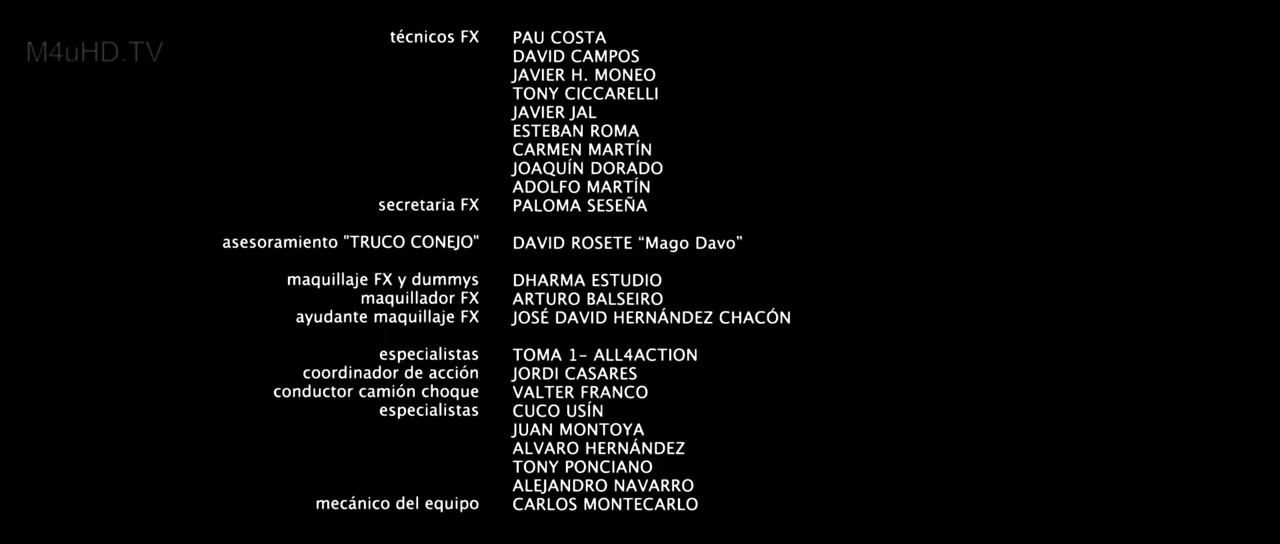 M4uHD.TV
técnicos FX PAU COSTA
DAVID CAMPOS
JAVIER H. MONEO
TONY CICCARELLI
JAVIER JAL
ESTEBAN ROMA
CARMEN MARTÍN
JOAQUÍN DORADO
ADOLFO MARTÍN
secretaria FX PALOMA SESEÑA
asesoramiento "TRUCO CONEJO" DAVID ROSETE “Mago Davo”
maquillaje FX y dummys DHARMA ESTUDIO
maquillador FX ARTURO BALSEIRO
ayudante maquillaje FX JOSÉ DAVID HERNÁNDEZ CHACÓN
especialistas TOMA 1– ALL4ACTION
coordinador de acción JORDI CASARES
conductor camión choque VALTER FRANCO
especialistas CUCO USÍN
JUAN MONTOYA
ALVARO HERNÁNDEZ
TONY PONCIANO
ALEJANDRO NAVARRO
mecánico del equipo CARLOS MONTECARLO